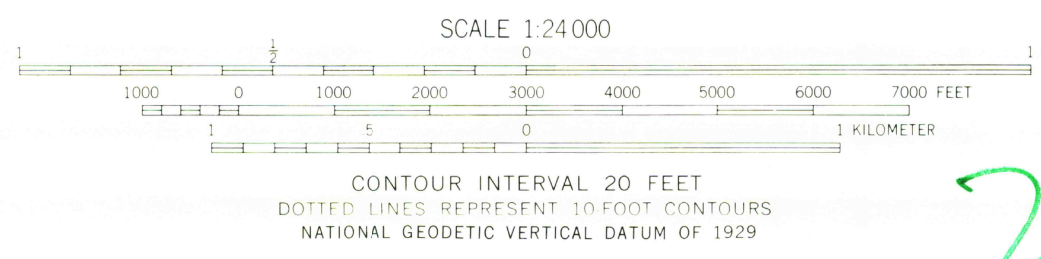 SCALE 1:24 000
1 ½ 0 1
1000 0 1000 2000 3000 4000 5000 6000 7000 FEET
1 .5 0 1 KILOMETER
CONTOUR INTERVAL 20 FEET
DOTTED LINES REPRESENT 10-FOOT CONTOURS
NATIONAL GEODETIC VERTICAL DATUM OF 1929